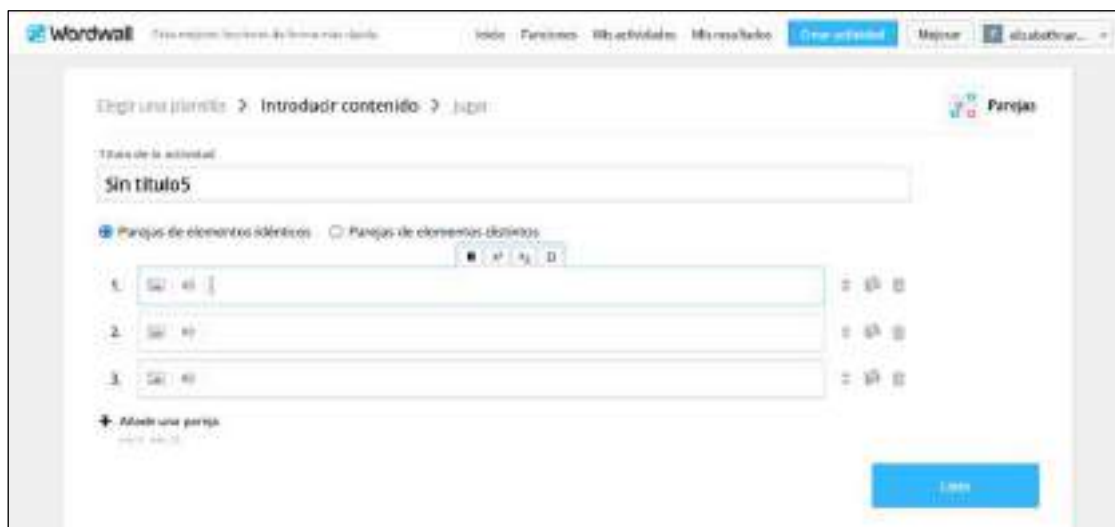 Wordwall
Inicio Funciones Mis actividades Mis resultados Crear actividad Mejorar
Elegir una plantilla > Introducir contenido > Jugar
Parejas
Título de la actividad
Sin título5
Parejas de elementos idénticos Parejas de elementos distintos
1.
2.
3.
+ Añadir una pareja
Listo